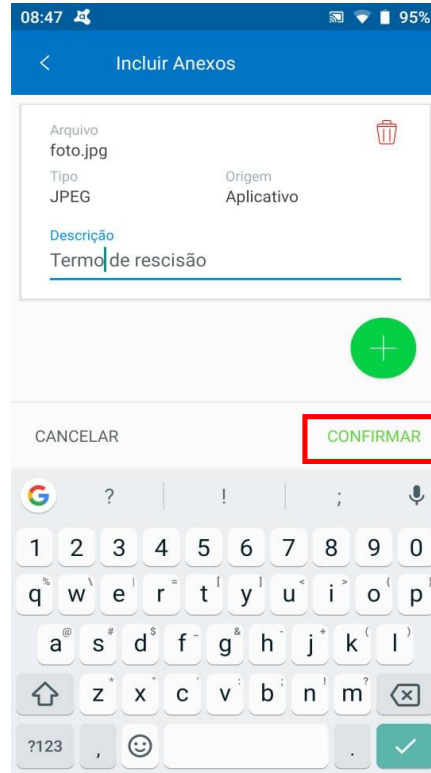 08:47 95%
Incluir Anexos
Arquivo
foto.jpg
Tipo Origem
JPEG Aplicativo
Descrição
Termo de rescisão
CANCELAR CONFIRMAR
G ? ! ;
1 2 3 4 5 6 7 8 9 0
q w e r t y u i o p
a s d f g h j k l
z x c v b n m
?123 , .